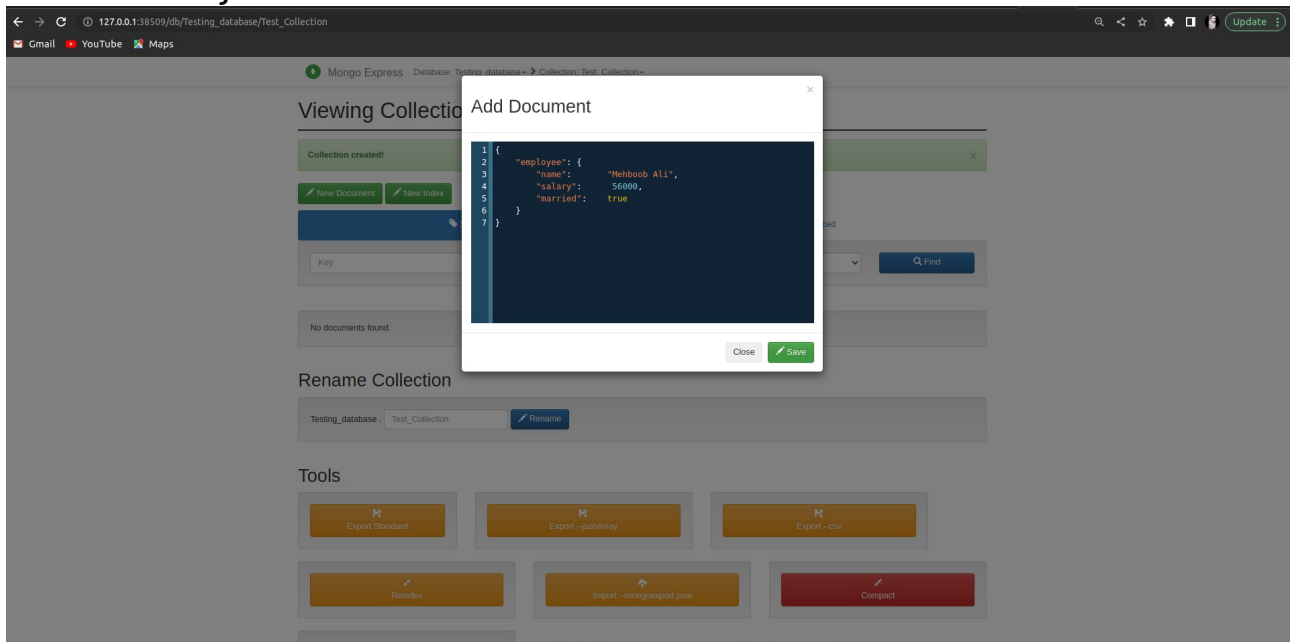 127.0.0.1:38509/db/Testing_database/Test_Collection
Update
Gmail YouTube Maps
Mongo Express Database: Testing_database Collection: Test_Collection
Viewing Collectio
Add Document
×
Collection created!
×
New Document New Index
1 {
2 "employee": {
3 "name": "Mehboob Ali",
4 "salary": 56000,
5 "married": true
6 }
7 }
Key
Find
No documents found.
Close Save
Rename Collection
Testing_database . Test_Collection Rename
Tools
Export Standard Export --jsonArray Export --csv
Reindex Import --mongoexport json Compact